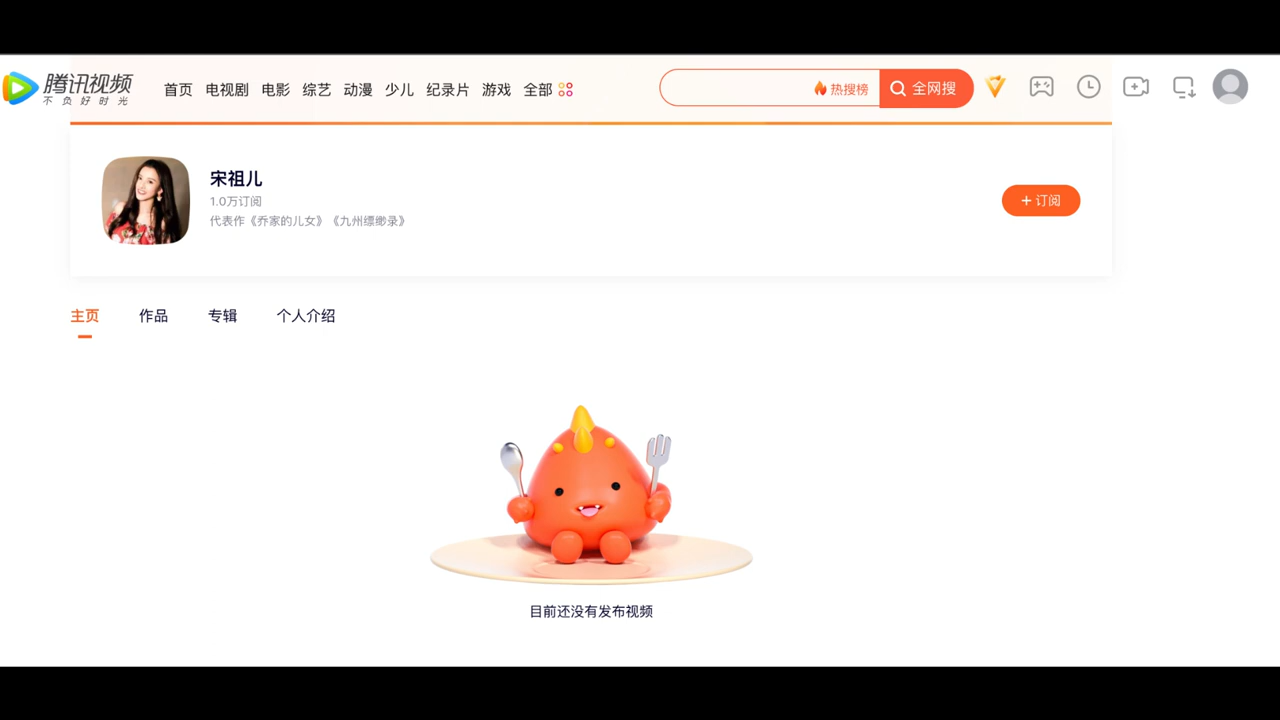 腾讯视频
不负好时光
首页 电视剧 电影 综艺 动漫 少儿 纪录片 游戏 全部
热搜榜 全网搜
宋祖儿
1.0万订阅
代表作《乔家的儿女》《九州缥缈录》
+ 订阅
主页 作品 专辑 个人介绍
目前还没有发布视频